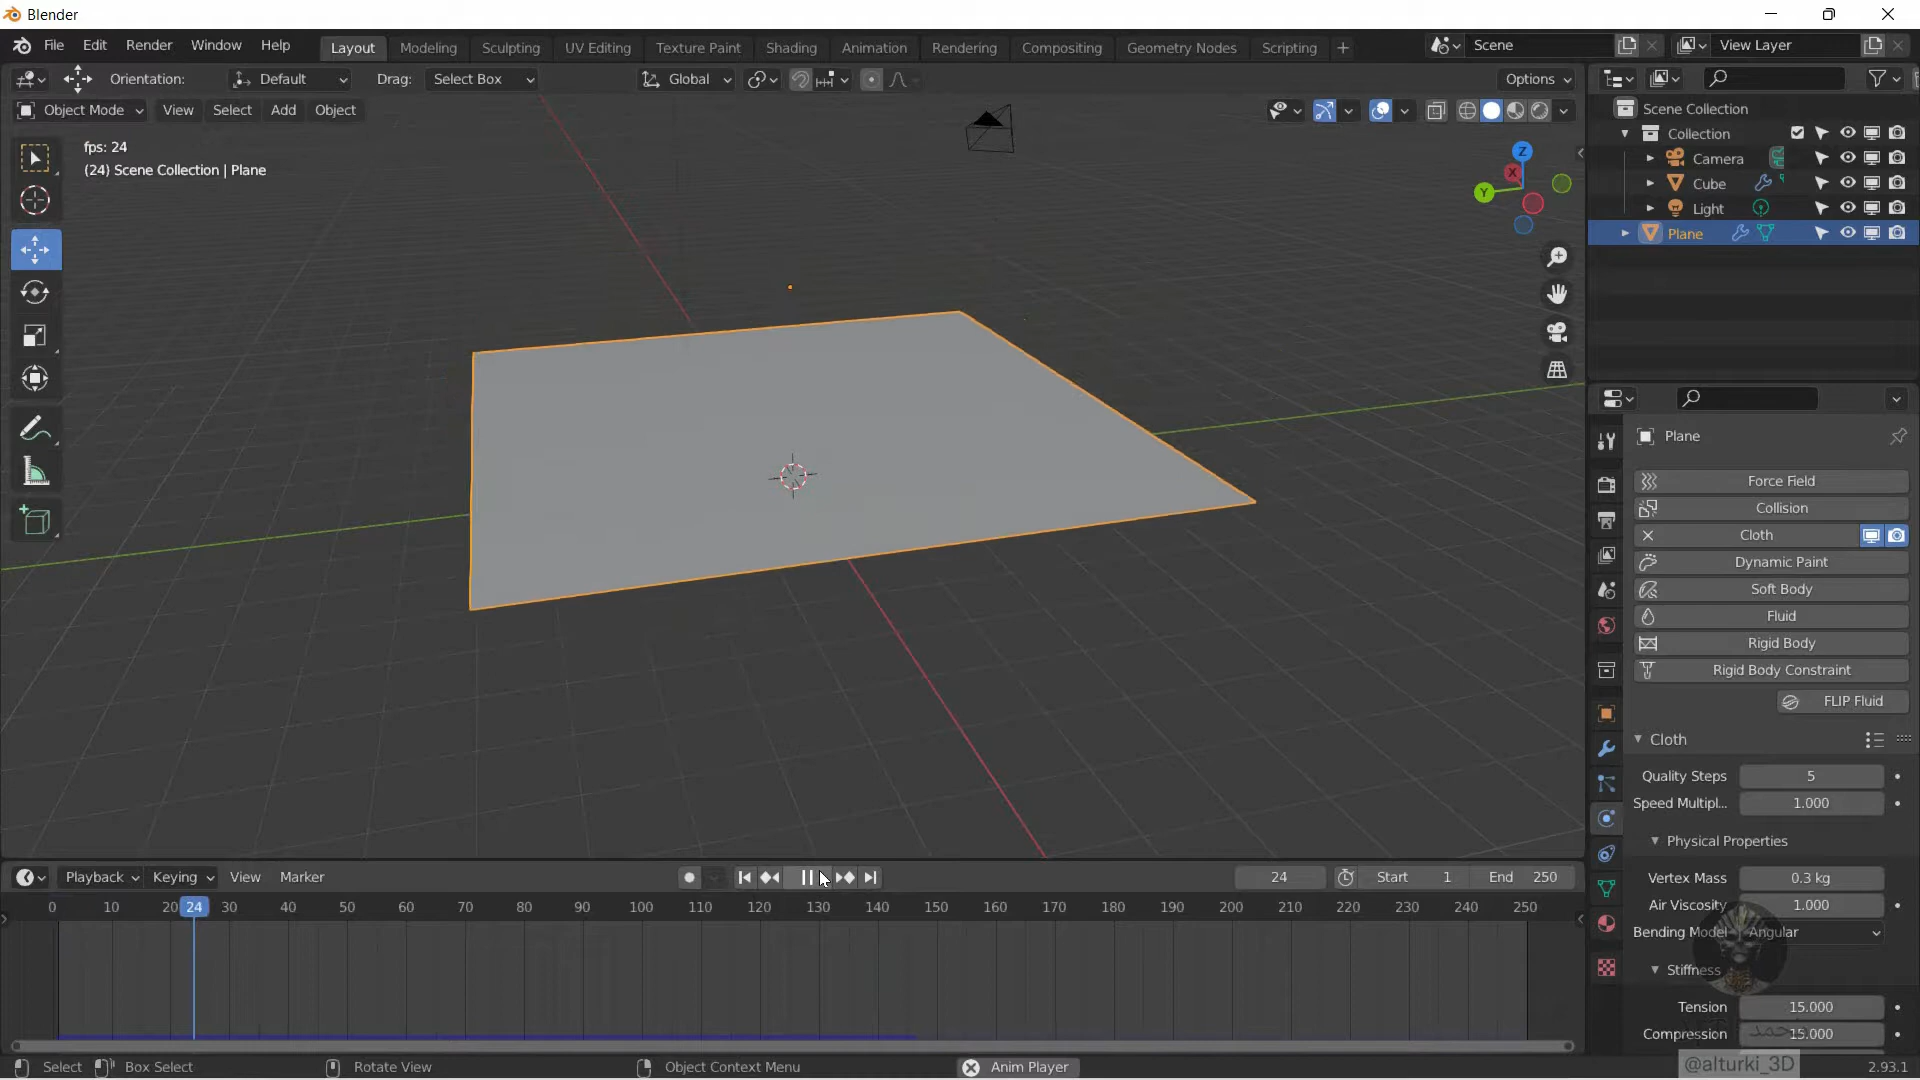 Blender
File Edit Render Window Help Layout Modeling Sculpting UV Editing Texture Paint Shading Animation Rendering Compositing Geometry Nodes Scripting + Scene View Layer
Orientation: Default Drag: Select Box Global Options
Object Mode View Select Add Object
fps: 24
(24) Scene Collection | Plane
Z
X
Y
Scene Collection
Collection
Camera
Cube
Light
Plane
Plane
Force Field
Collision
Cloth
Dynamic Paint
Soft Body
Fluid
Rigid Body
Rigid Body Constraint
FLIP Fluid
Cloth
Quality Steps 5
Speed Multipl... 1.000
Physical Properties
Vertex Mass 0.3 kg
Air Viscosity 1.000
Bending Model Angular
Stiffness
Tension 15.000
Compression 15.000
Playback Keying View Marker 24 Start 1 End 250
0 10 20 24 30 40 50 60 70 80 90 100 110 120 130 140 150 160 170 180 190 200 210 220 230 240 250
Select Box Select Rotate View Object Context Menu Anim Player @alturki_3D 2.93.1